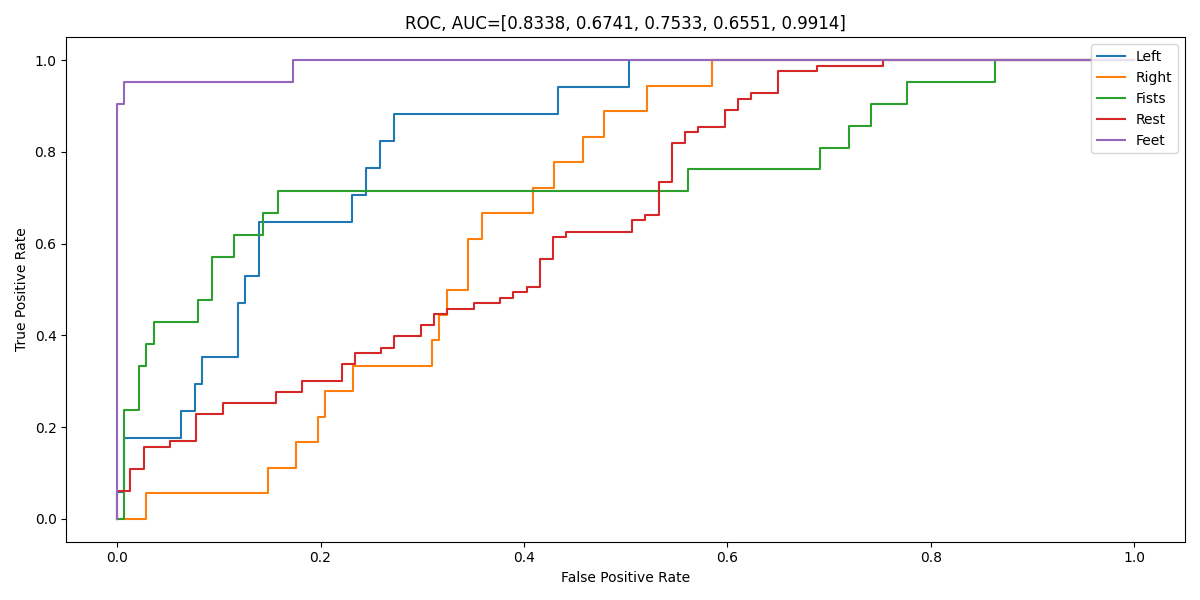 ROC, AUC=[0.8338, 0.6741, 0.7533, 0.6551, 0.9914]
Left
Right
Fists
Rest
Feet
True Positive Rate
1.0
0.8
0.6
0.4
0.2
0.0
0.0 0.2 0.4 0.6 0.8 1.0
False Positive Rate